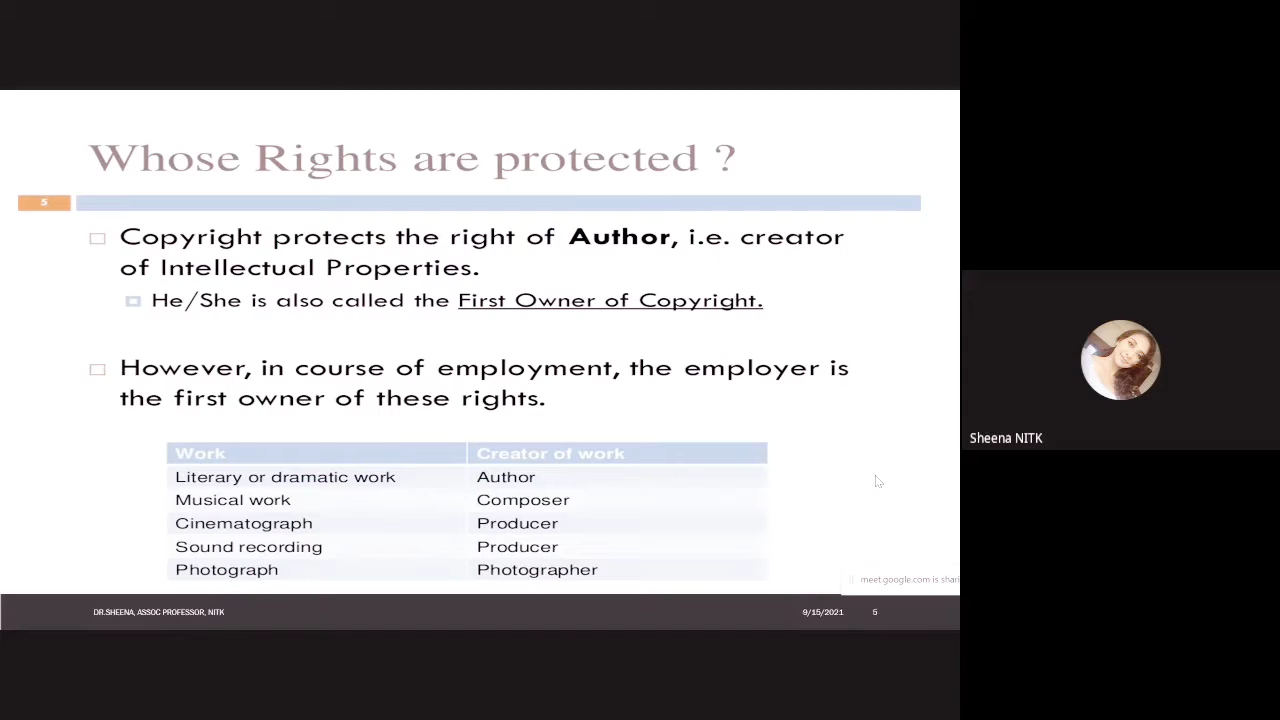 Whose Rights are protected ?
5
Copyright protects the right of Author, i.e. creator
of Intellectual Properties.
He/She is also called the First Owner of Copyright.
However, in course of employment, the employer is
the first owner of these rights.
Work Creator of work
Literary or dramatic work Author
Musical work Composer
Cinematograph Producer
Sound recording Producer
Photograph Photographer
meet.google.com is shari
DR.SHEENA, ASSOC PROFESSOR, NITK 9/15/2021 5
Sheena NITK